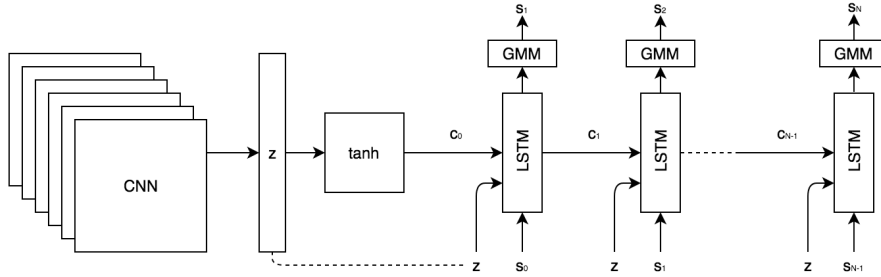 S1 S2 SN
GMM GMM GMM
C0 C1 CN-1
CNN z tanh LSTM LSTM LSTM
z S0 z S1 z SN-1